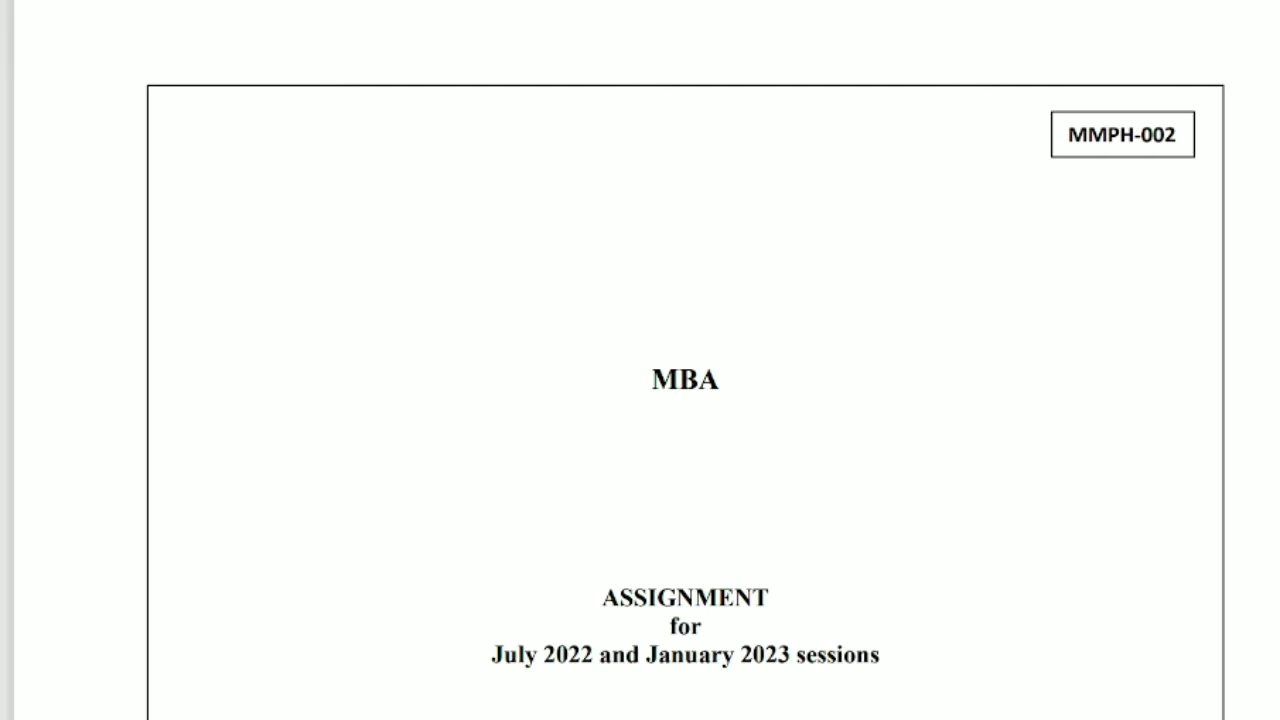 MMPH-002
MBA
ASSIGNMENT
for
July 2022 and January 2023 sessions